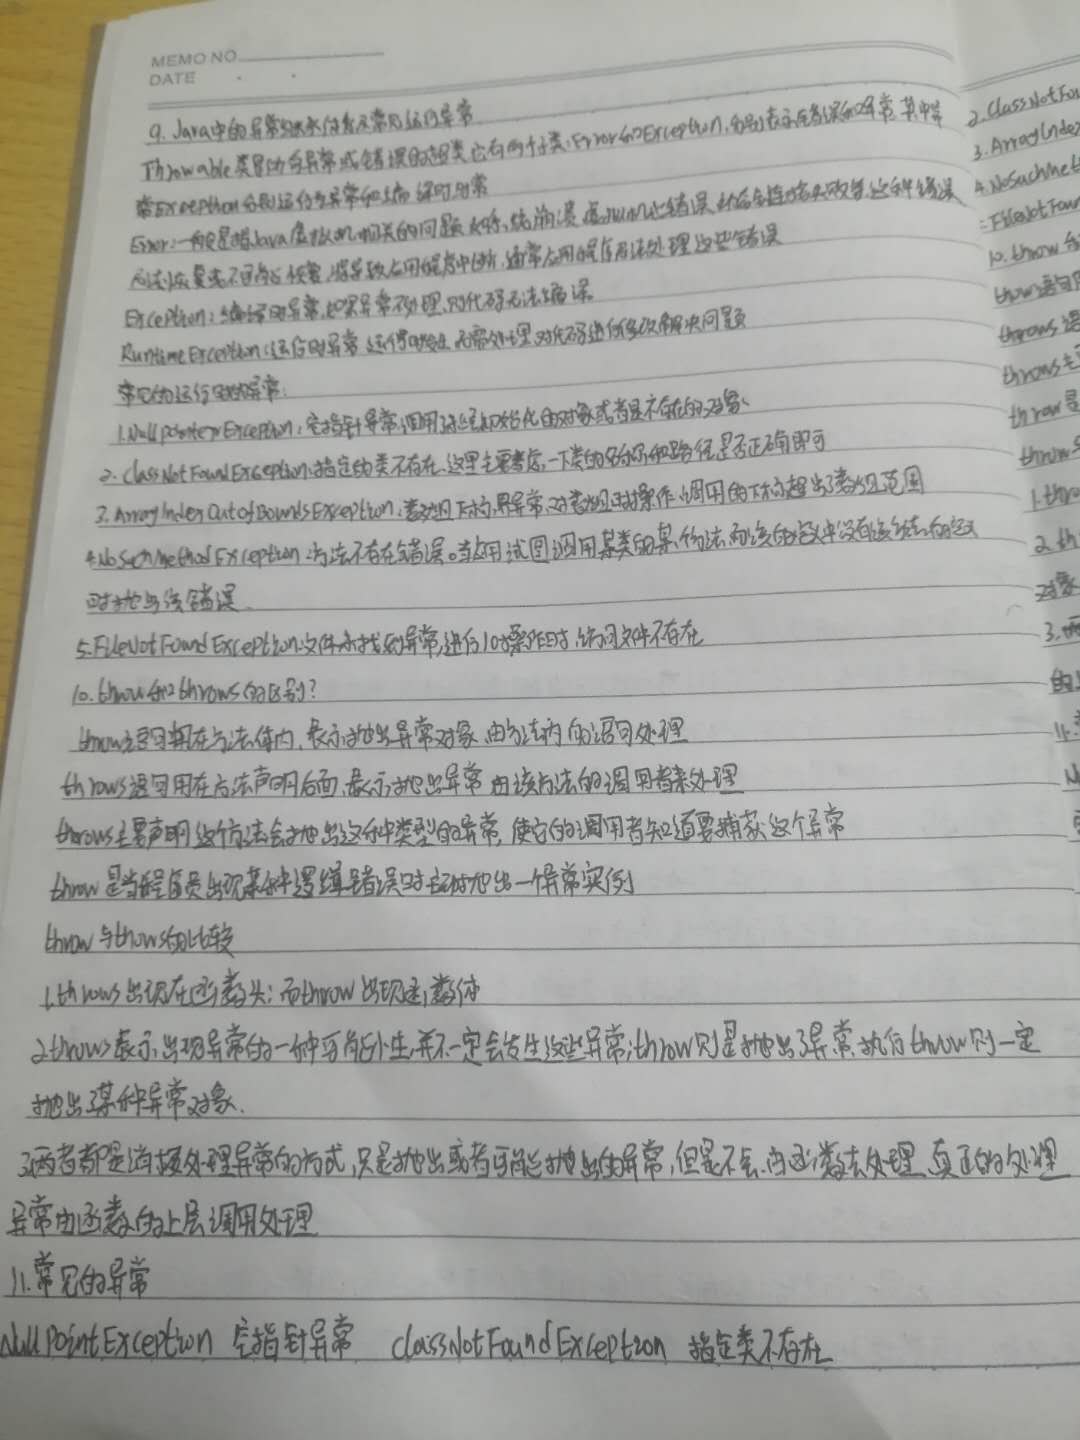 MEMO NO.
DATE
9. Java中的异常继承体系及常见运行异常
Throwable类是所有异常或错误的超类它有两个子类:Error和Exception,分别表示错误和异常 其中异
常Exception分为运行时异常和编译时异常
Error:一般是指Java虚拟机相关的问题 如系统崩溃 虚拟机错误 动态链接失败等,这种错误
无法恢复或不可能恢复,将导致应用程序中断,通常应用程序无法处理这些错误
Exception:编译时异常,如果异常不处理,则代码无法编译
RuntimeException:运行时异常 运行时发生 不需处理 对代码进行修改解决问题
常见的运行时的异常:
1.NullPointerException:空指针异常,调用未经初始化的对象或者是不存在的对象、
2. ClassNotFoundException:指定的类不存在,这里主要考虑一下类的名称和路径是否正确即可
3. ArrayIndexOutofBoundsException:数组下标越界异常,对数组对操作,调用的下标超出了数组范围
4.NoSuchMethodException:方法不存在错误。当应用试图调用某类的某个方法,而该的定义中没有该方法的定义
时抛出该错误.
5.FileNotFoundException:文件未找到异常,进行IO操作时,访问文件不存在
10. throw和throws的区别?
throw语句用在方法体内,表示抛出异常对象,由方法内的语句处理
throws语句用在方法声明后面,表示抛出异常 由该方法的调用者来处理
throws主要声明这个方法会抛出这种类型的异常,使它的调用者知道要捕获这个异常
throw是当程序员出现某种逻辑错误时主动抛出一个异常实例
throw与throws的比较
1.throws出现在函数头;而throw出现函数体
2.throws表示出现异常的一种可能性,并不一定会发生这些异常;throw则是抛出了异常,执行throw则一定
抛出了某种异常对象.
3.两者都是消极处理异常的方式,只是抛出或者可能抛出的异常,但是不会由函数去处理,真正的处理
异常由函数的上层调用处理
11.常见的异常
NullPointException 空指针异常 ClassNotFoundException 指定类不存在
2.ClassNotFou
3.ArrayIndex
4.NoSuchMeth
FileNotFoun
10. throw和
throw语句用
throws语
throws主
throw是
throw与
1.thro
2.th
对象
3.两
的
11.